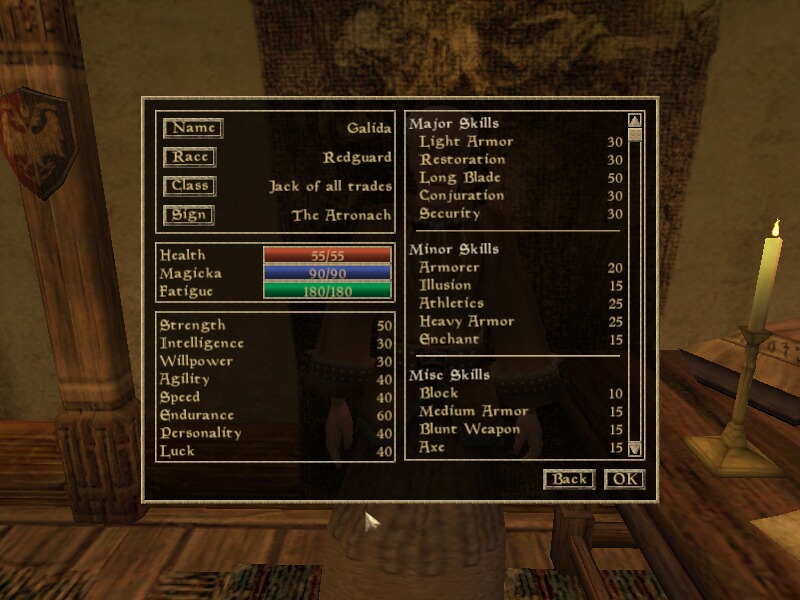 Name Galida
Race Redguard
Class Jack of all trades
Sign The Atronach
Health 55/55
Magicka 90/90
Fatigue 180/180
Strength 50
Intelligence 30
Willpower 30
Agility 40
Speed 40
Endurance 60
Personality 40
Luck 40
Major Skills
Light Armor 30
Restoration 30
Long Blade 50
Conjuration 30
Security 30
Minor Skills
Armorer 20
Illusion 15
Athletics 25
Heavy Armor 25
Enchant 15
Misc Skills
Block 10
Medium Armor 15
Blunt Weapon 15
Axe 15
Back OK